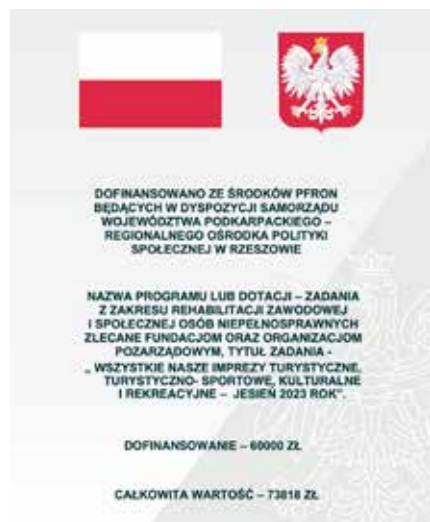 DOFINANSOWANO ZE ŚRODKÓW PFRON
BĘDĄCYCH W DYSPOZYCJI SAMORZĄDU
WOJEWÓDZTWA PODKARPACKIEGO –
REGIONALNEGO OŚRODKA POLITYKI
SPOŁECZNEJ W RZESZOWIE
NAZWA PROGRAMU LUB DOTACJI – ZADANIA
Z ZAKRESU REHABILITACJI ZAWODOWEJ
I SPOŁECZNEJ OSÓB NIEPEŁNOSPRAWNYCH
ZLECANE FUNDACJOM ORAZ ORGANIZACJOM
POZARZĄDOWYM, TYTUŁ ZADANIA -
„ WSZYSTKIE NASZE IMPREZY TURYSTYCZNE,
TURYSTYCZNO- SPORTOWE, KULTURALNE
I REKREACYJNE – JESIEŃ 2023 ROK".
DOFINANSOWANIE – 60000 ZŁ
CAŁKOWITA WARTOŚĆ – 73818 ZŁ